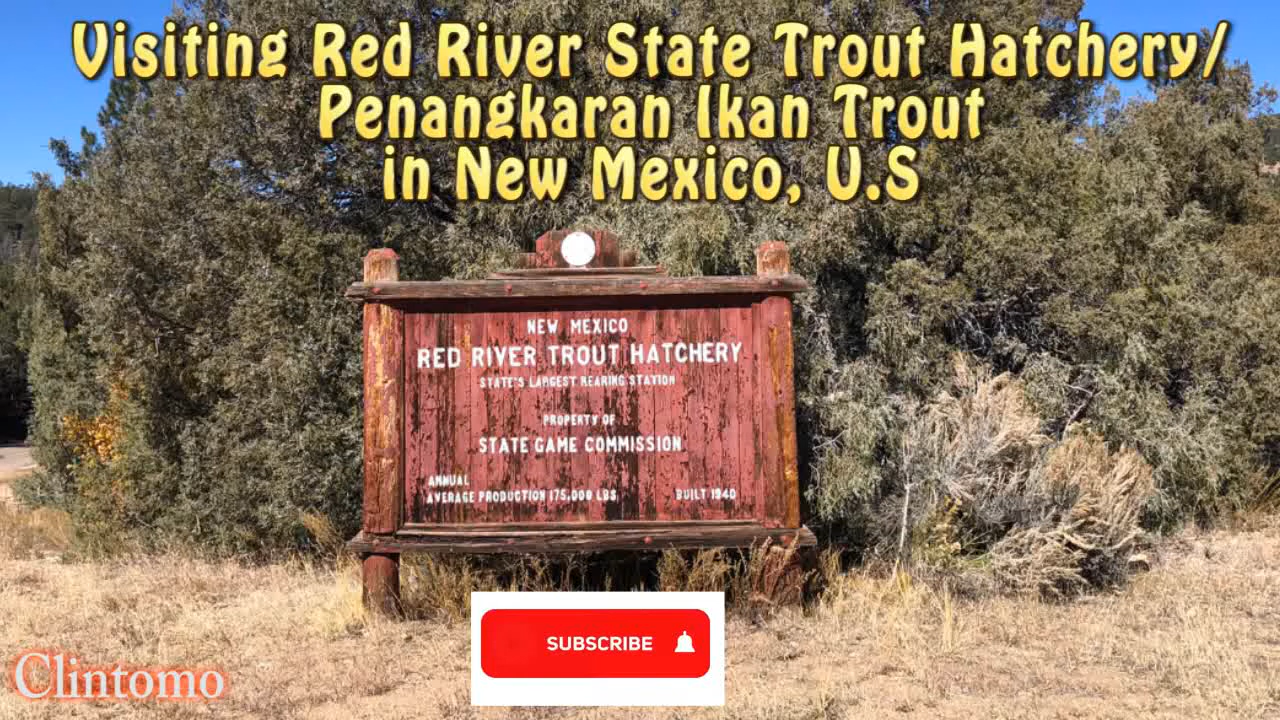 Visiting Red River State Trout Hatchery/
Penangkaran Ikan Trout
in New Mexico, U.S
NEW MEXICO
RED RIVER TROUT HATCHERY
STATE'S LARGEST REARING STATION
PROPERTY OF
STATE GAME COMMISSION
ANNUAL
AVERAGE PRODUCTION 175,000 LBS. BUILT 1940
SUBSCRIBE
Clintomo